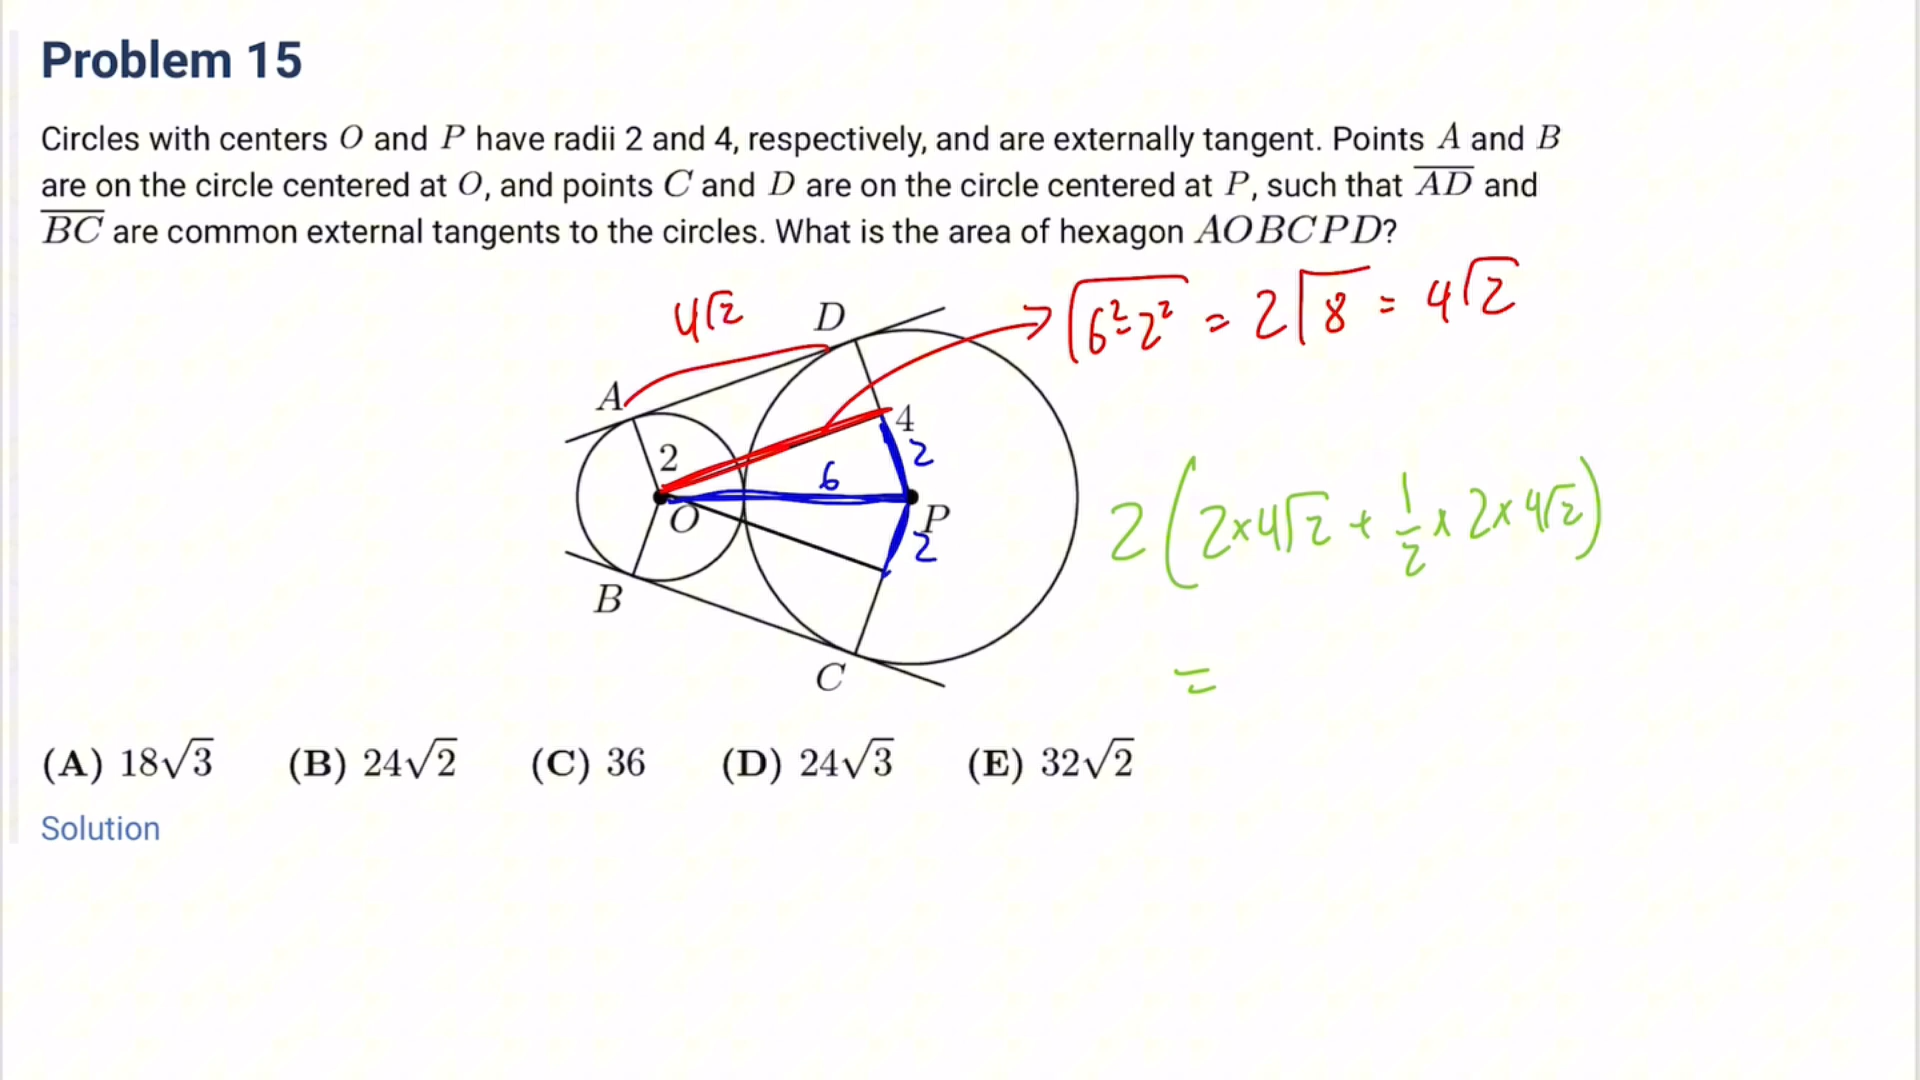 Problem 15
Circles with centers O and P have radii 2 and 4, respectively, and are externally tangent. Points A and B
are on the circle centered at O, and points C and D are on the circle centered at P, such that A̅D̅ and
B̅C̅ are common external tangents to the circles. What is the area of hexagon AOBCPD?
4√2
D
√(6²-2²) = 2√8 = 4√2
A
4
2
2
6
O
P
2
2(2×4√2 + 1/2 × 2×4√2)
B
C
=
(A) 18√3 (B) 24√2 (C) 36 (D) 24√3 (E) 32√2
Solution